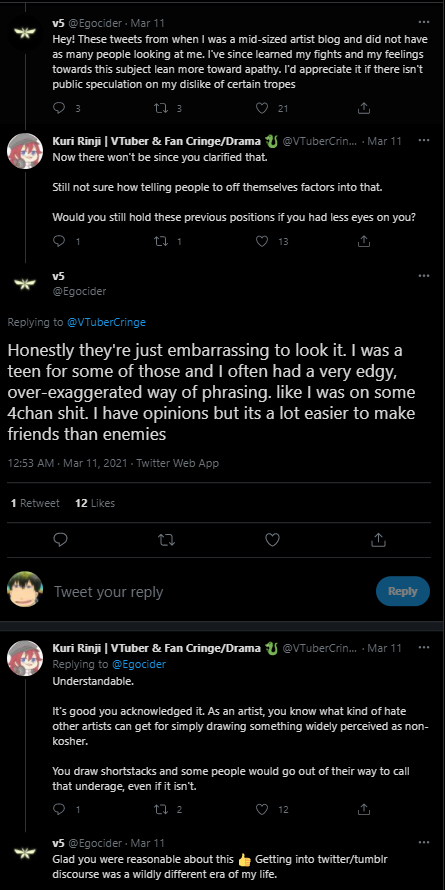 v5 @Egocider · Mar 11
Hey! These tweets from when I was a mid-sized artist blog and did not have
as many people looking at me. I've since learned my fights and my feelings
towards this subject lean more toward apathy. I'd appreciate it if there isn't
public speculation on my dislike of certain tropes
3 3 21
Kuri Rinji | VTuber & Fan Cringe/Drama @VTuberCrin... · Mar 11
Now there won't be since you clarified that.
Still not sure how telling people to off themselves factors into that.
Would you still hold these previous positions if you had less eyes on you?
1 1 13
v5
@Egocider
Replying to @VTuberCringe
Honestly they're just embarrassing to look it. I was a
teen for some of those and I often had a very edgy,
over-exaggerated way of phrasing. like I was on some
4chan shit. I have opinions but its a lot easier to make
friends than enemies
12:53 AM · Mar 11, 2021 · Twitter Web App
1 Retweet 12 Likes
Tweet your reply
Reply
Kuri Rinji | VTuber & Fan Cringe/Drama @VTuberCrin... · Mar 11
Replying to @Egocider
Understandable.
It's good you acknowledged it. As an artist, you know what kind of hate
other artists can get for simply drawing something widely perceived as non-
kosher.
You draw shortstacks and some people would go out of their way to call
that underage, even if it isn't.
1 2 12
v5 @Egocider · Mar 11
Glad you were reasonable about this 👍 Getting into twitter/tumblr
discourse was a wildly different era of my life.